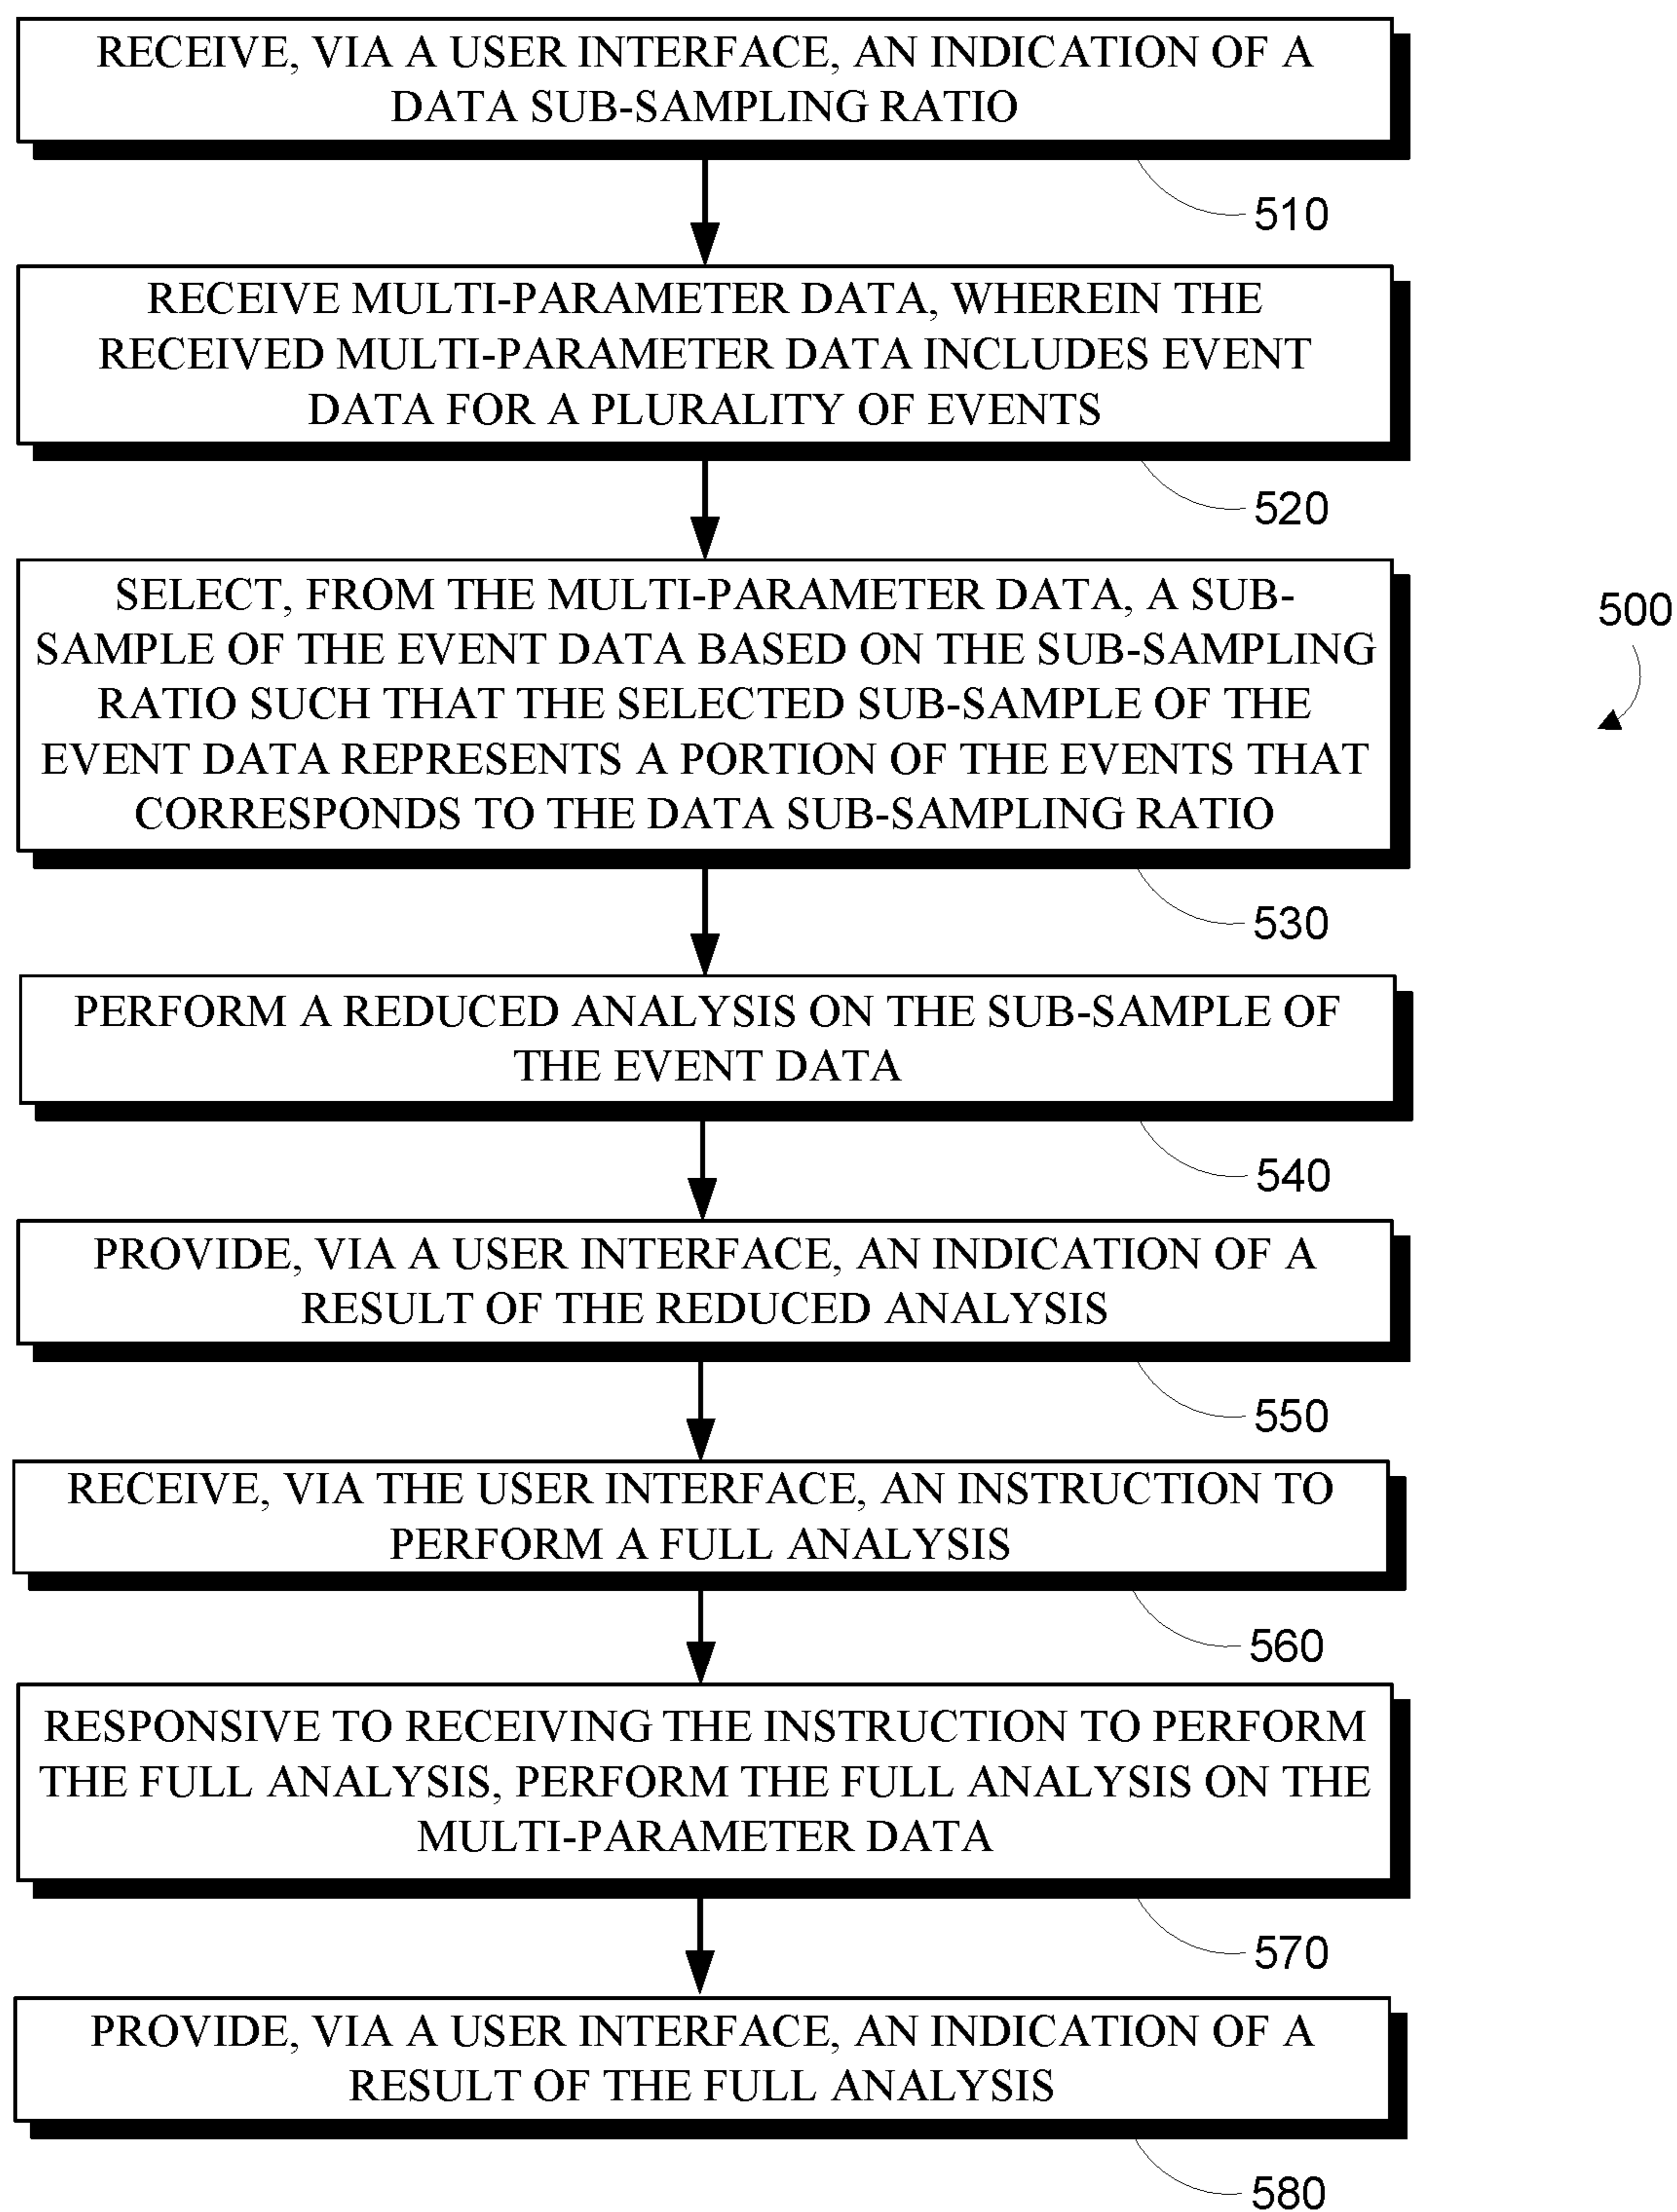 RECEIVE, VIA A USER INTERFACE, AN INDICATION OF A
DATA SUB-SAMPLING RATIO
510
RECEIVE MULTI-PARAMETER DATA, WHEREIN THE
RECEIVED MULTI-PARAMETER DATA INCLUDES EVENT
DATA FOR A PLURALITY OF EVENTS
520
SELECT, FROM THE MULTI-PARAMETER DATA, A SUB-
SAMPLE OF THE EVENT DATA BASED ON THE SUB-SAMPLING
RATIO SUCH THAT THE SELECTED SUB-SAMPLE OF THE
EVENT DATA REPRESENTS A PORTION OF THE EVENTS THAT
CORRESPONDS TO THE DATA SUB-SAMPLING RATIO
500
530
PERFORM A REDUCED ANALYSIS ON THE SUB-SAMPLE OF
THE EVENT DATA
540
PROVIDE, VIA A USER INTERFACE, AN INDICATION OF A
RESULT OF THE REDUCED ANALYSIS
550
RECEIVE, VIA THE USER INTERFACE, AN INSTRUCTION TO
PERFORM A FULL ANALYSIS
560
RESPONSIVE TO RECEIVING THE INSTRUCTION TO PERFORM
THE FULL ANALYSIS, PERFORM THE FULL ANALYSIS ON THE
MULTI-PARAMETER DATA
570
PROVIDE, VIA A USER INTERFACE, AN INDICATION OF A
RESULT OF THE FULL ANALYSIS
580